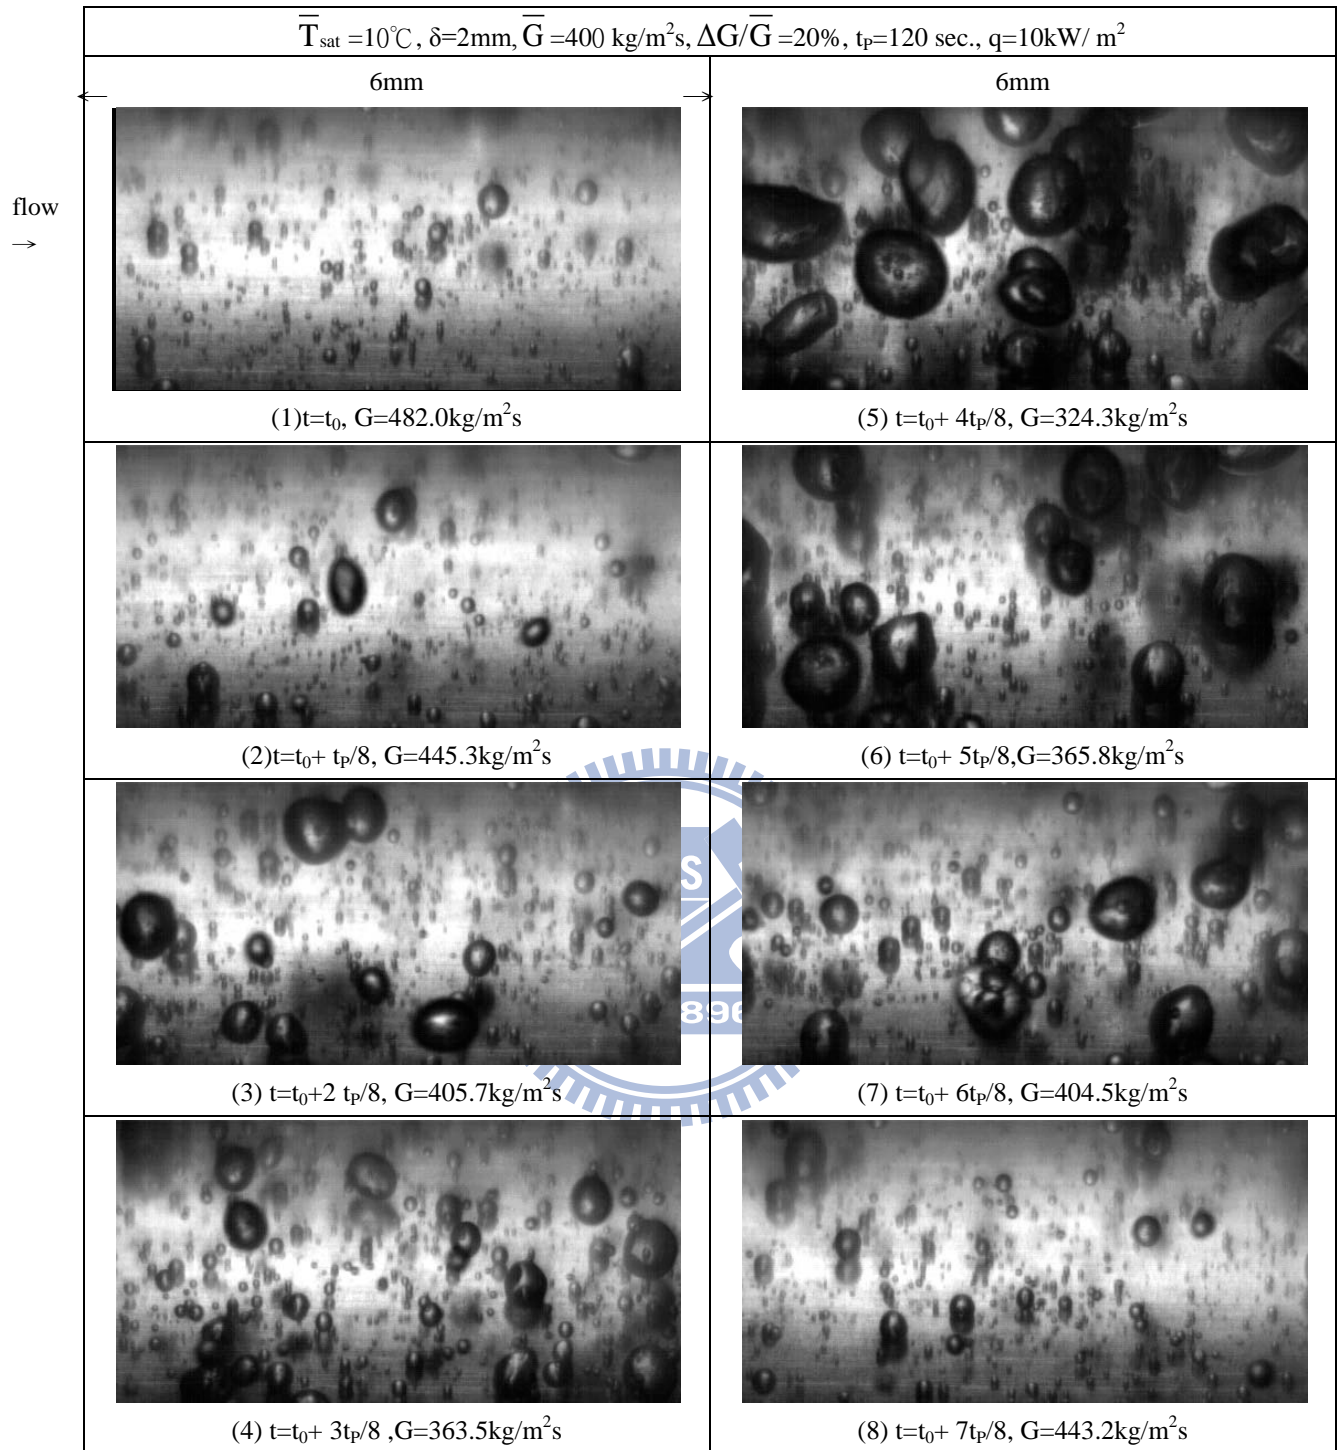 T̅sat =10℃, δ=2mm, G̅ =400 kg/m²s, ΔG/G̅ =20%, tP=120 sec., q=10kW/ m²
6mm
6mm
flow
→
(1)t=t0, G=482.0kg/m²s
(5) t=t0+ 4tP/8, G=324.3kg/m²s
(2)t=t0+ tP/8, G=445.3kg/m²s
(6) t=t0+ 5tP/8,G=365.8kg/m²s
S
896
(3) t=t0+2 tP/8, G=405.7kg/m²s
(7) t=t0+ 6tP/8, G=404.5kg/m²s
(4) t=t0+ 3tP/8 ,G=363.5kg/m²s
(8) t=t0+ 7tP/8, G=443.2kg/m²s